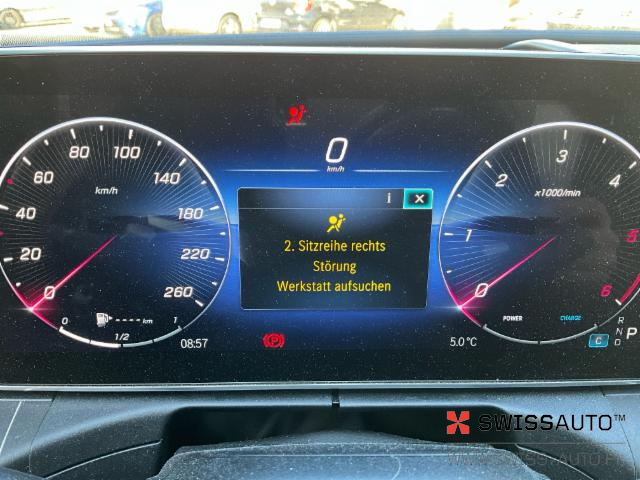 0
km/h
i
2. Sitzreihe rechts
Störung
Werkstatt aufsuchen
0 20 40 60 80 100 140 180 220 260
km/h
0 1/2 1
----- km
08:57
P
0 1 2 3 4 5 6
x1000/min
POWER
CHARGE
5.0 °C
C
R
N
D
P
SWISSAUTO™